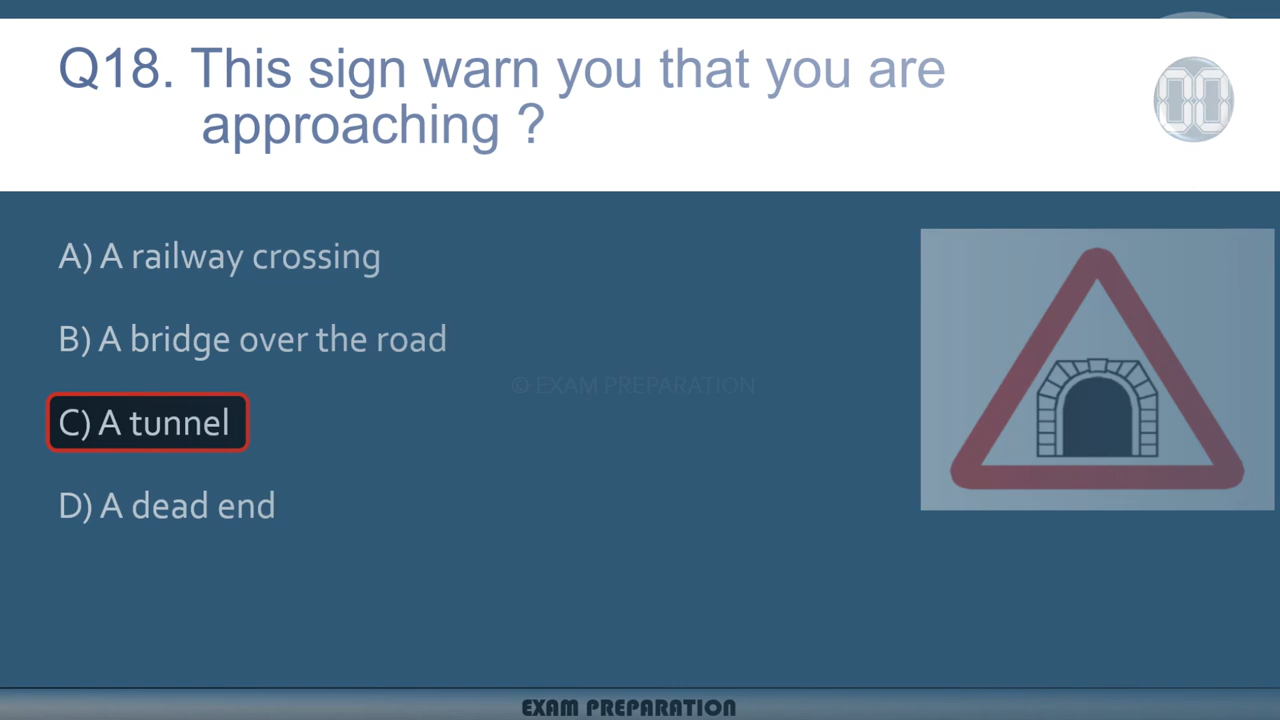 Q18. This sign warn you that you are
approaching ?
00
A) A railway crossing
B) A bridge over the road
© EXAM PREPARATION
C) A tunnel
D) A dead end
EXAM PREPARATION